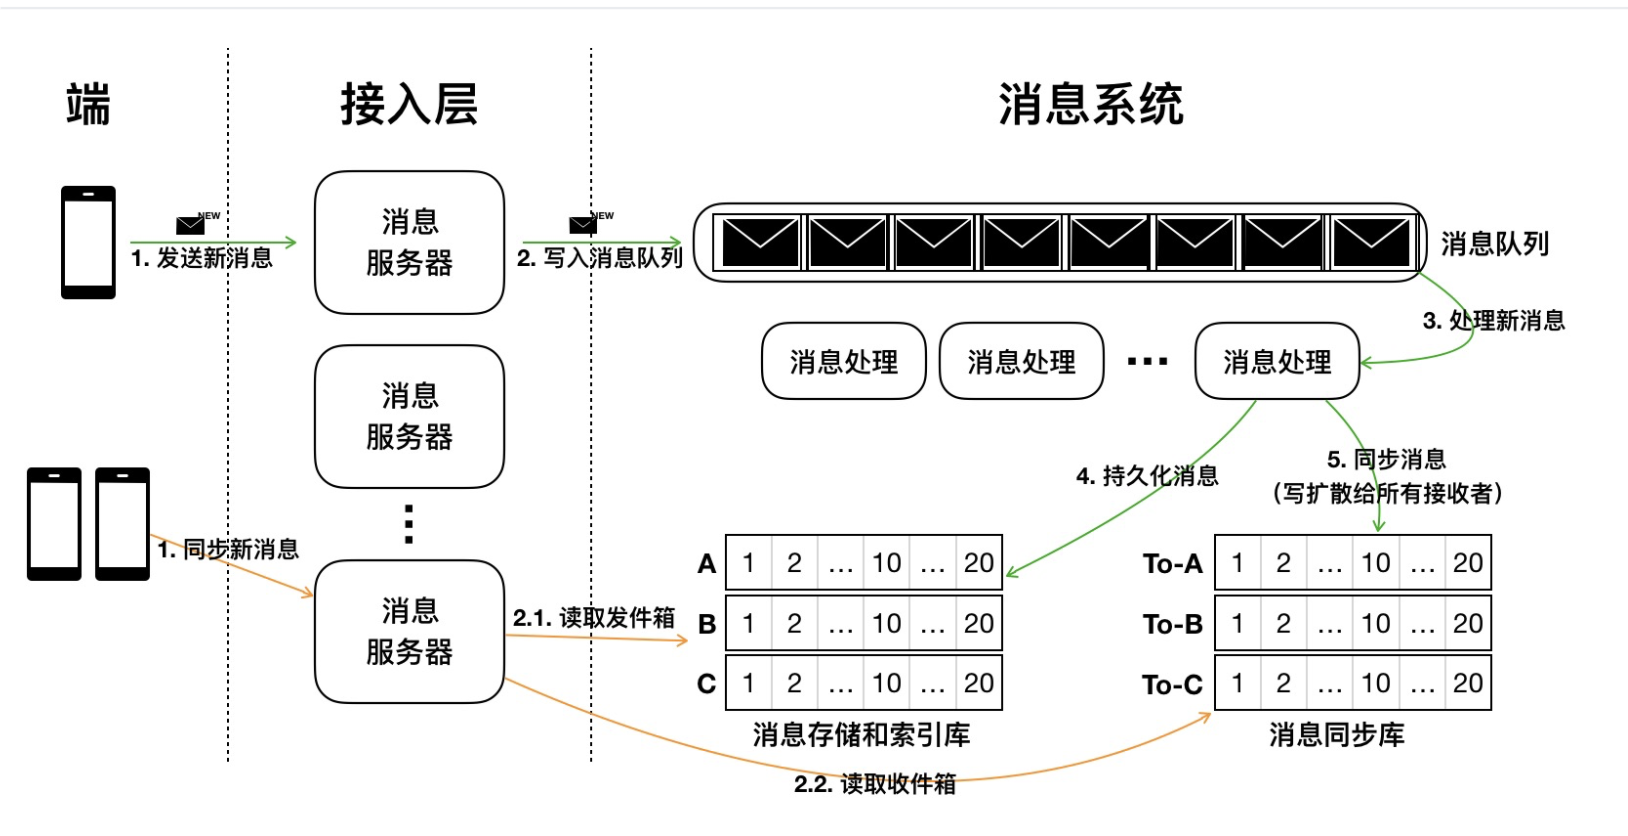 端
接入层
消息系统
NEW
1. 发送新消息
消息
服务器
NEW
2. 写入消息队列
消息队列
3. 处理新消息
消息处理
消息处理
...
消息处理
消息
服务器
4. 持久化消息
5. 同步消息
（写扩散给所有接收者）
1. 同步新消息
消息
服务器
2.1. 读取发件箱
A 1 2 ... 10 ... 20
B 1 2 ... 10 ... 20
C 1 2 ... 10 ... 20
消息存储和索引库
To-A 1 2 ... 10 ... 20
To-B 1 2 ... 10 ... 20
To-C 1 2 ... 10 ... 20
消息同步库
2.2. 读取收件箱